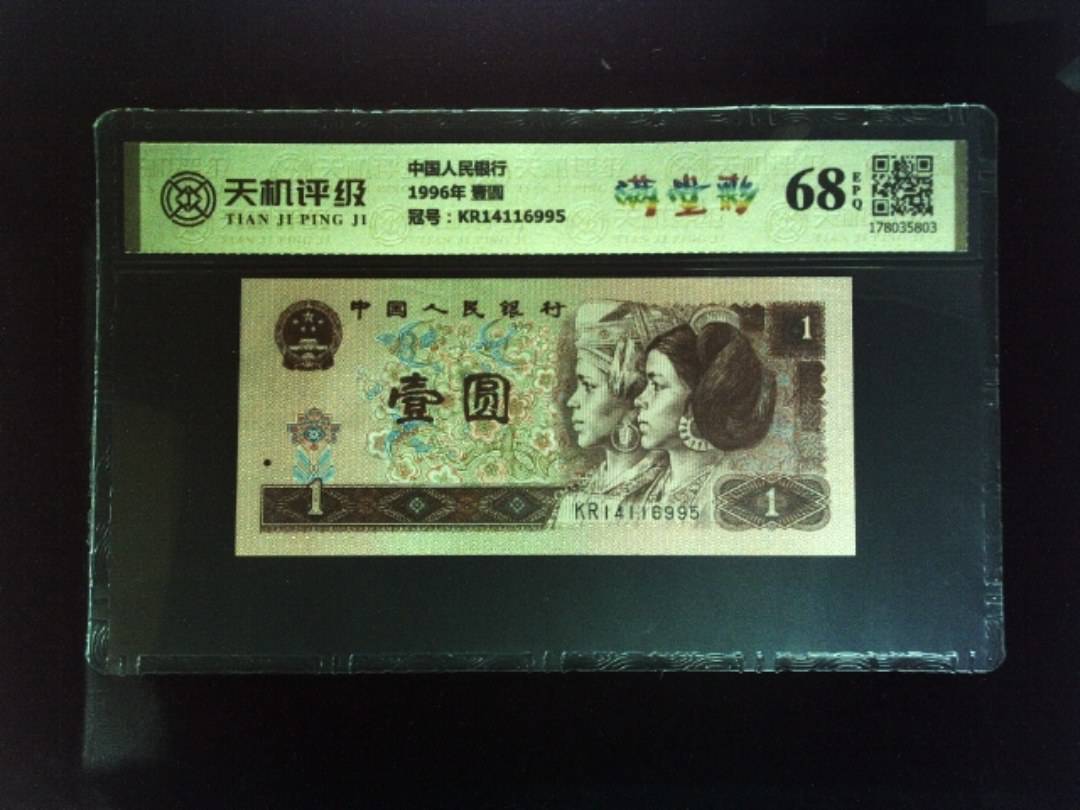 天机评级
TIAN JI PING JI
中国人民银行
1996年 壹圆
冠号：KR14116995
满堂彩
68
EPQ
178035803
中国人民银行
1
壹圆
1
KR14116995
1